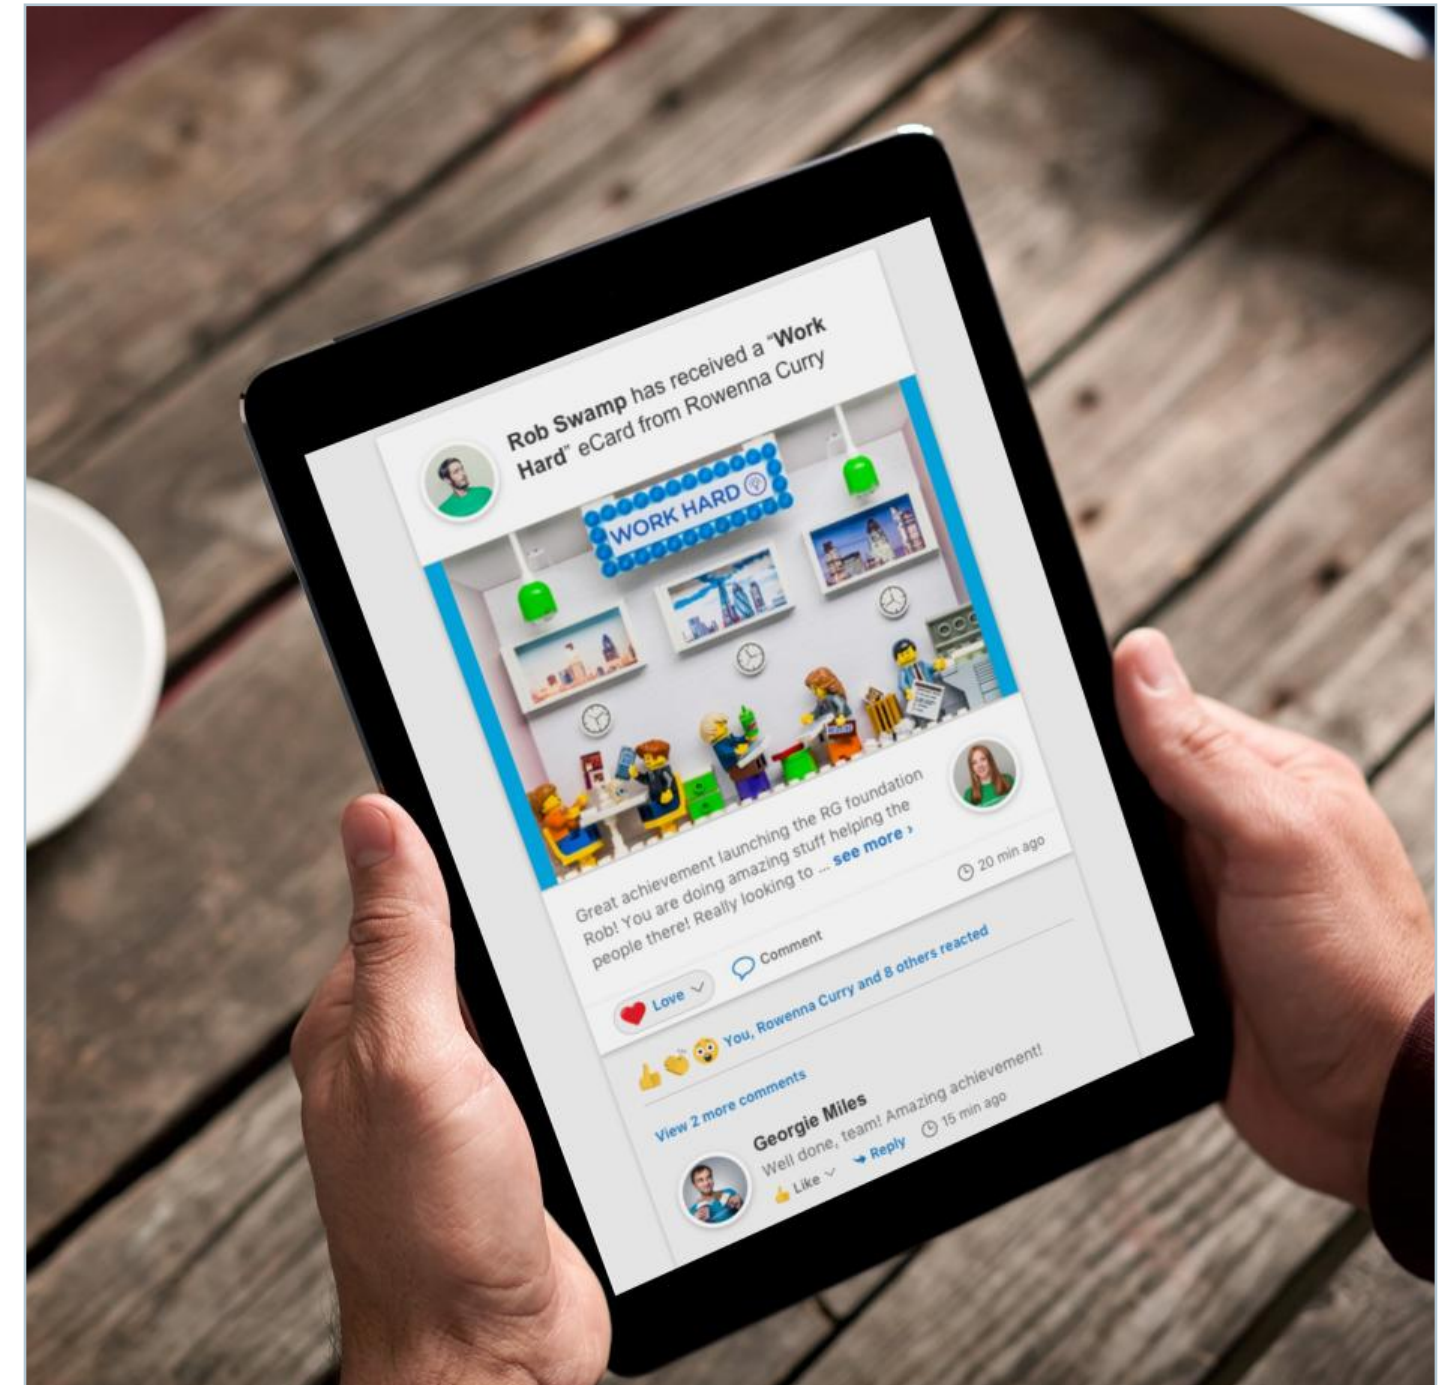 Rob Swamp has received a "Work
Hard" eCard from Rowenna Curry
WORK HARD
Great achievement launching the RG foundation
Rob! You are doing amazing stuff helping the
people there! Really looking to ... see more ›
20 min ago
Love
Comment
You, Rowenna Curry and 8 others reacted
View 2 more comments
Georgie Miles
Well done, team! Amazing achievement!
Like
Reply
15 min ago